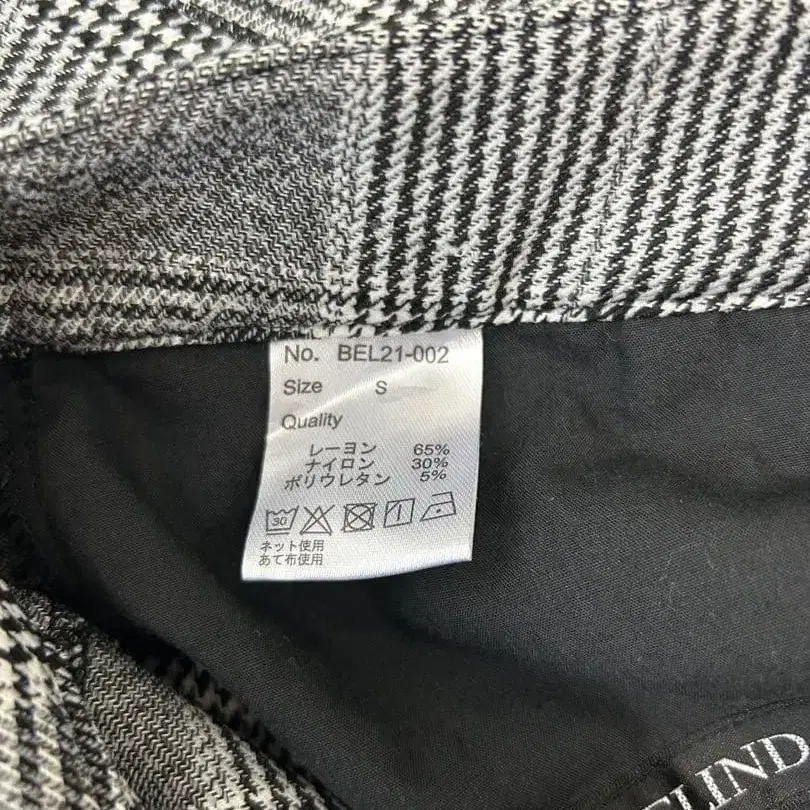 No. BEL21-002
Size S
Quality
レーヨン 65%
ナイロン 30%
ポリウレタン 5%
30
ネット使用
あて布使用